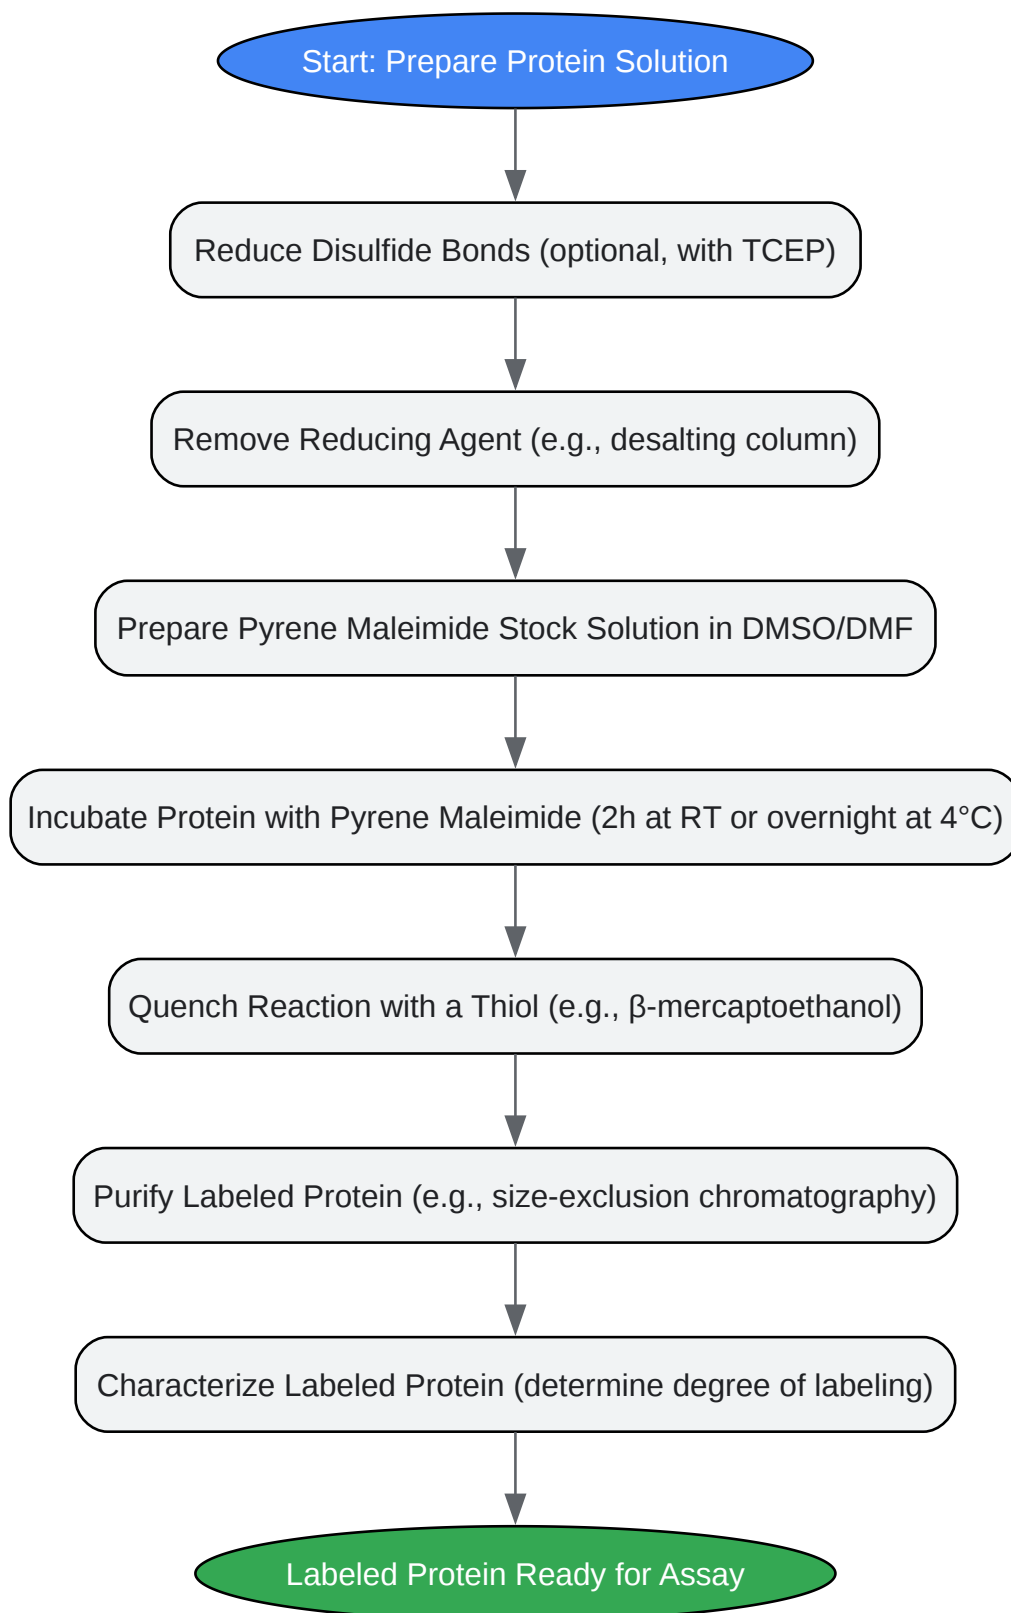 Start: Prepare Protein Solution
Reduce Disulfide Bonds (optional, with TCEP)
Remove Reducing Agent (e.g., desalting column)
Prepare Pyrene Maleimide Stock Solution in DMSO/DMF
Incubate Protein with Pyrene Maleimide (2h at RT or overnight at 4°C)
Quench Reaction with a Thiol (e.g., β-mercaptoethanol)
Purify Labeled Protein (e.g., size-exclusion chromatography)
Characterize Labeled Protein (determine degree of labeling)
Labeled Protein Ready for Assay